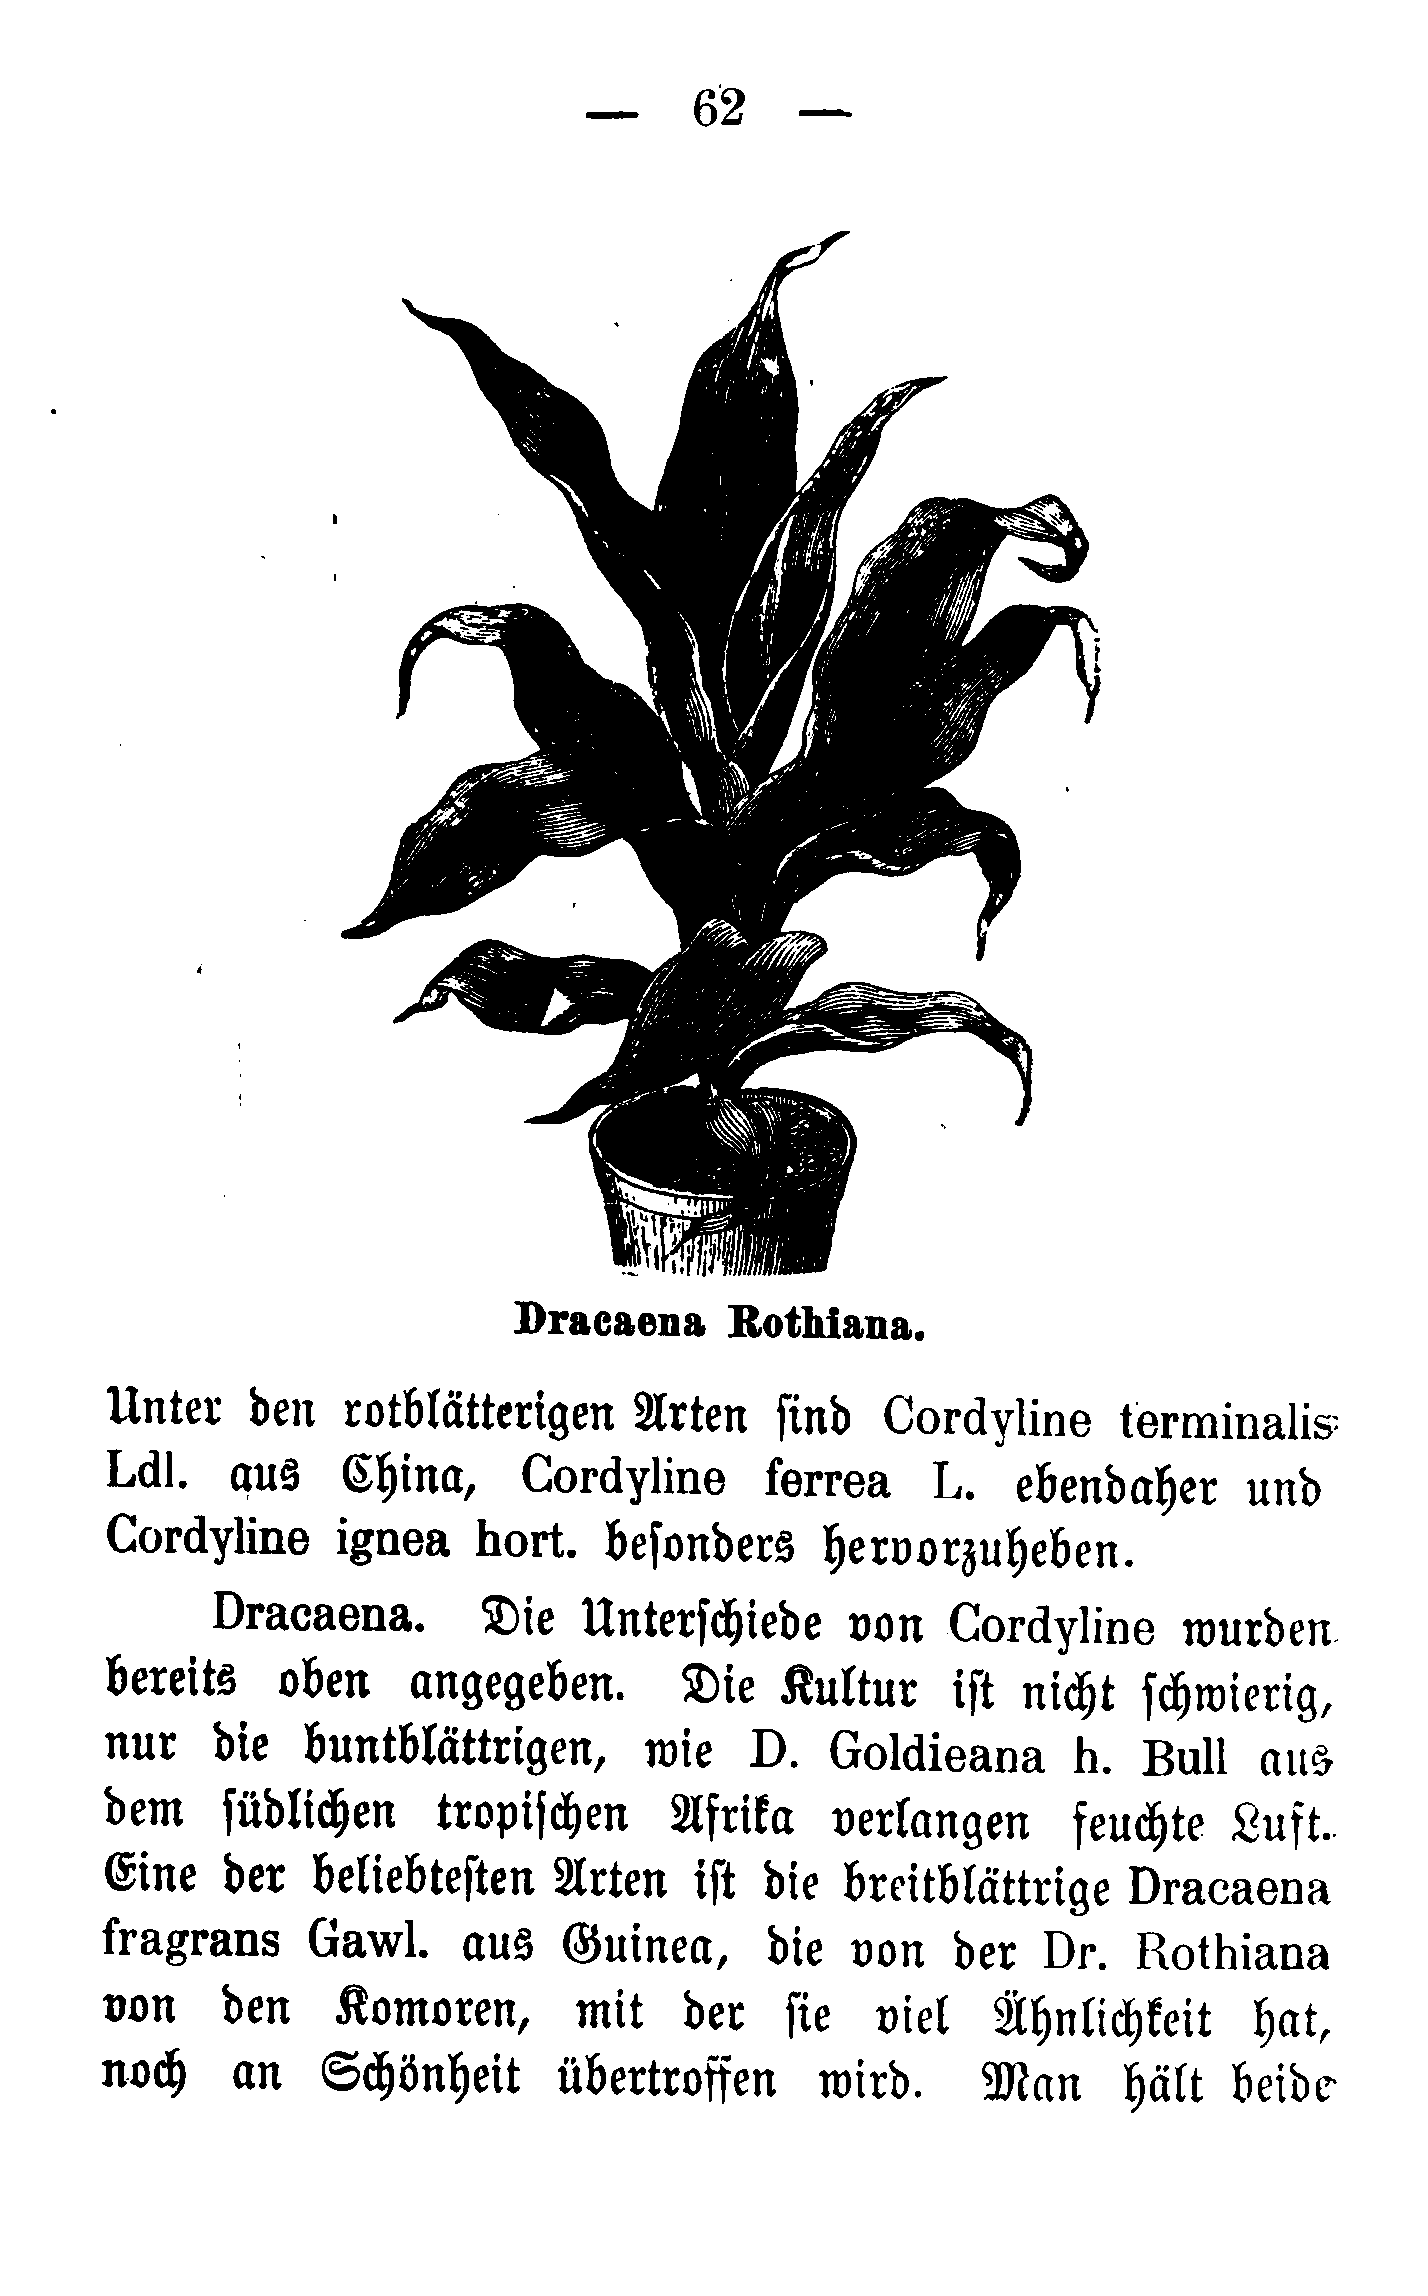 — 62 —
Dracaena Rothiana.
Unter den rotblätterigen Arten ſind Cordyline terminalis
Ldl. aus China, Cordyline ferrea L. ebendaher und
Cordyline ignea hort. beſonders hervorzuheben.
Dracaena. Die Unterſchiede von Cordyline wurden
bereits oben angegeben. Die Kultur iſt nicht ſchwierig,
nur die buntblättrigen, wie D. Goldieana h. Bull aus
dem ſüdlichen tropiſchen Afrika verlangen feuchte Luft.
Eine der beliebteſten Arten iſt die breitblättrige Dracaena
fragrans Gawl. aus Guinea, die von der Dr. Rothiana
von den Komoren, mit der ſie viel Ähnlichkeit hat,
noch an Schönheit übertroffen wird. Man hält beide